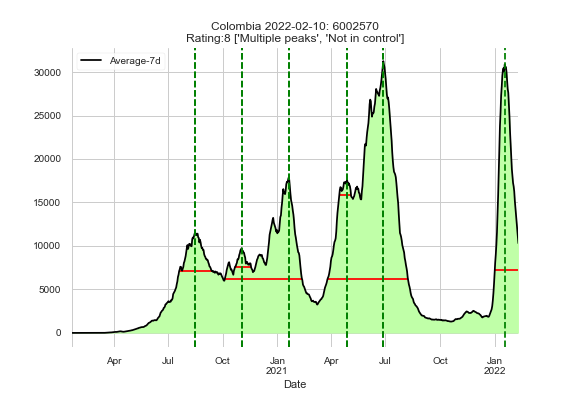 Colombia 2022-02-10: 6002570
Rating:8 ['Multiple peaks', 'Not in control']
Average-7d
30000
25000
20000
15000
10000
5000
0
Apr Jul Oct Jan Apr Jul Oct Jan
2021 2022
Date